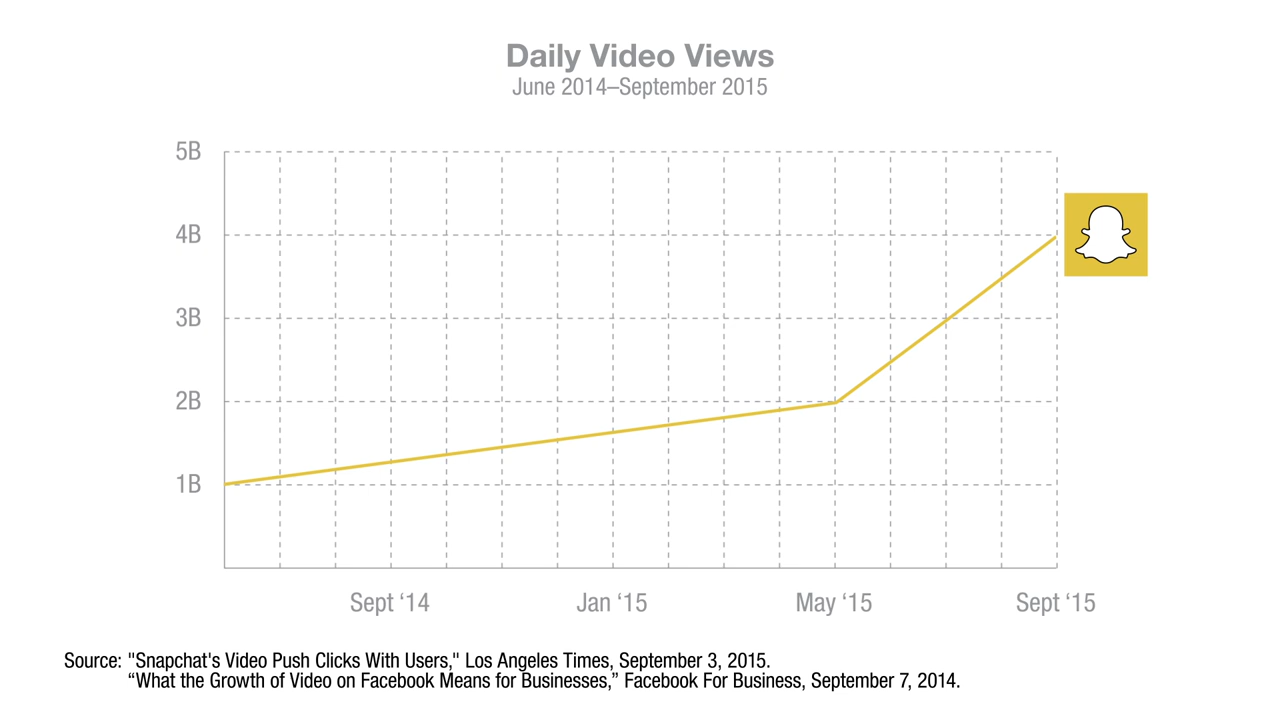 Daily Video Views
June 2014–September 2015
5B
4B
3B
2B
1B
Sept ‘14 Jan ‘15 May ‘15 Sept ‘15
Source: "Snapchat's Video Push Clicks With Users," Los Angeles Times, September 3, 2015.
“What the Growth of Video on Facebook Means for Businesses,” Facebook For Business, September 7, 2014.